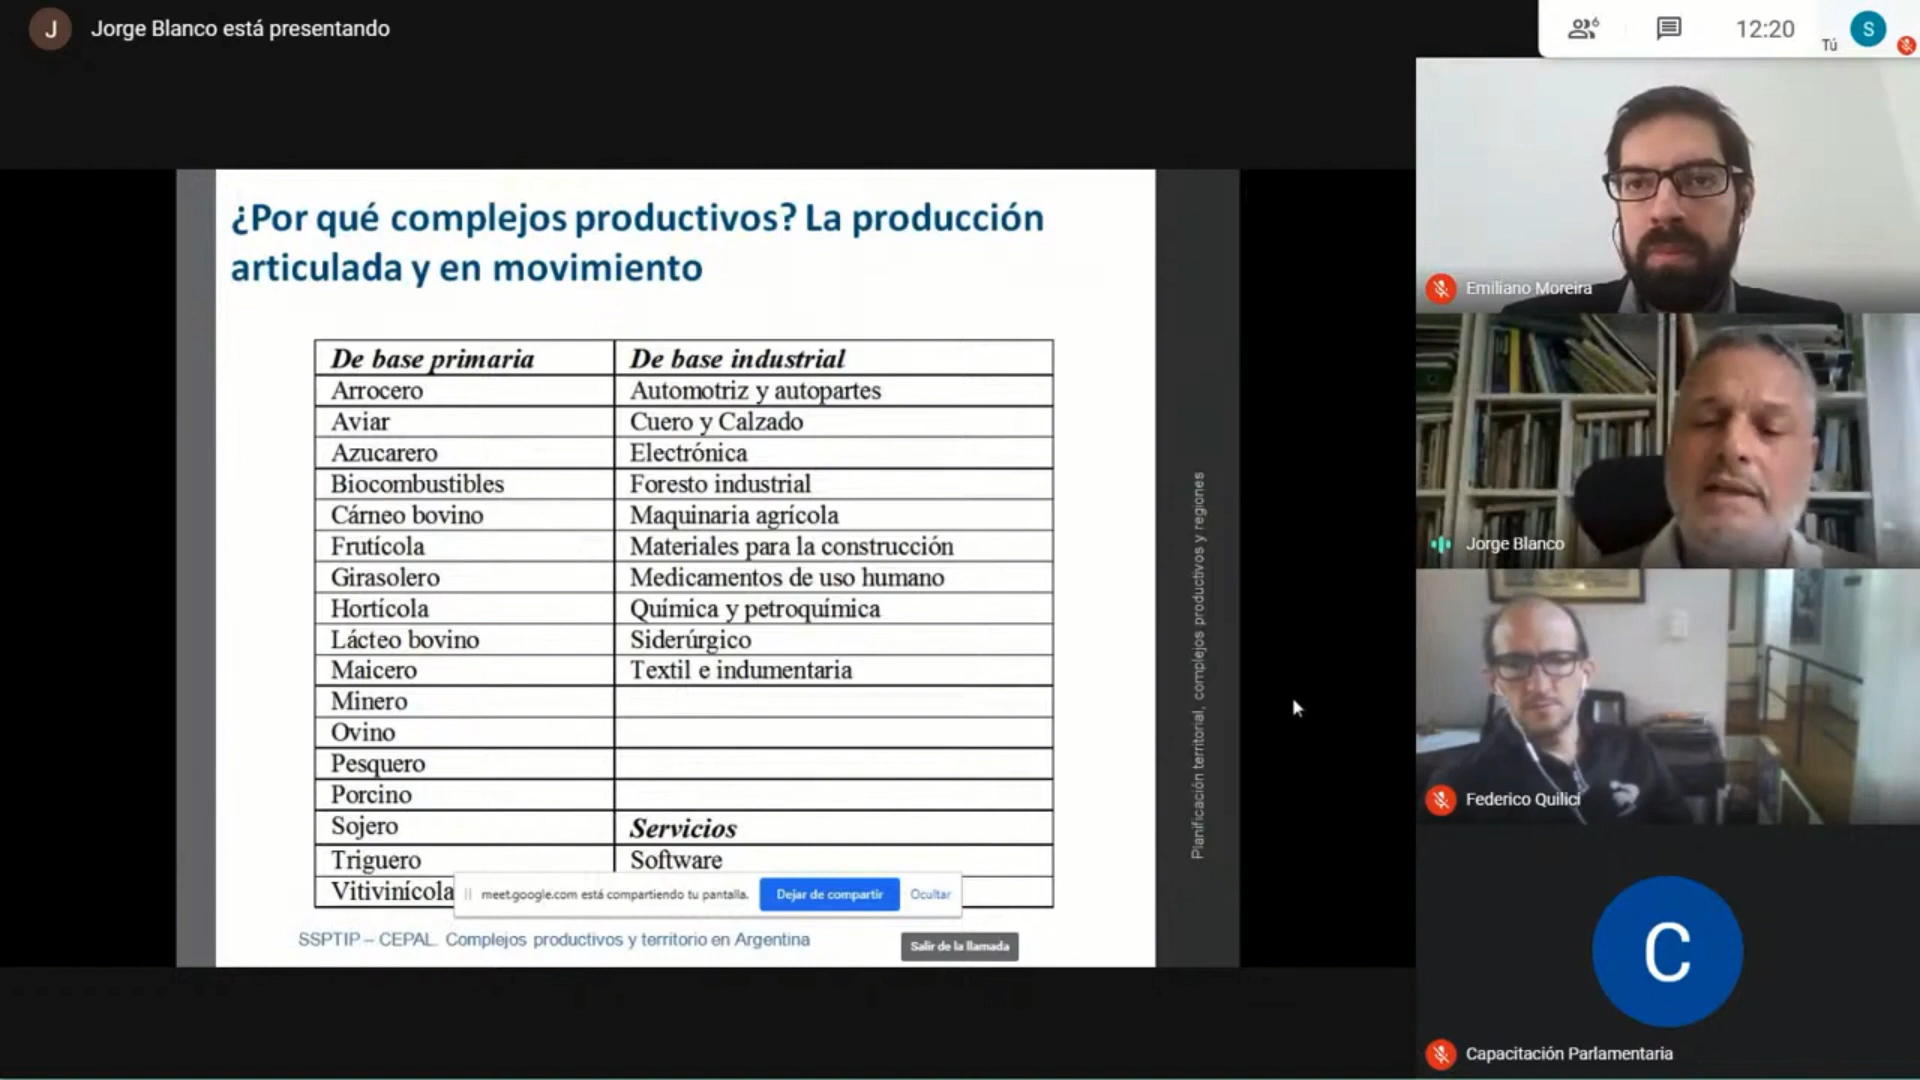 J Jorge Blanco está presentando
6
12:20
Tú
S
¿Por qué complejos productivos? La producción
articulada y en movimiento
De base primaria De base industrial
Arrocero Automotriz y autopartes
Aviar Cuero y Calzado
Azucarero Electrónica
Biocombustibles Foresto industrial
Cárneo bovino Maquinaria agrícola
Frutícola Materiales para la construcción
Girasolero Medicamentos de uso humano
Hortícola Química y petroquímica
Lácteo bovino Siderúrgico
Maicero Textil e indumentaria
Minero
Ovino
Pesquero
Porcino
Sojero Servicios
Triguero Software
Vitivinícola
meet.google.com está compartiendo tu pantalla. Dejar de compartir Ocultar
SSPTIP – CEPAL. Complejos productivos y territorio en Argentina
Salir de la llamada
Planificación territorial, complejos productivos y regiones
Emiliano Moreira
Jorge Blanco
Federico Quilici
C
Capacitación Parlamentaria